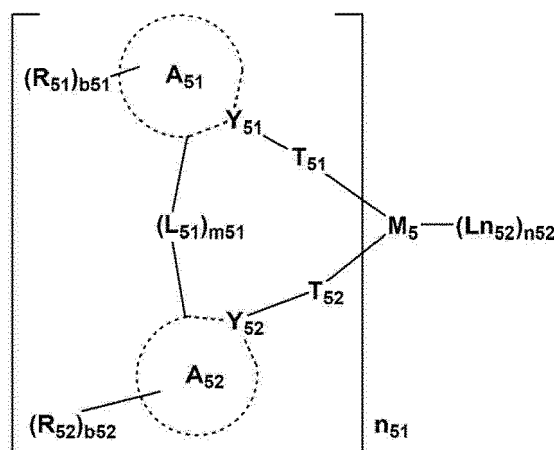 (R₅₁)b51 A₅₁
Y₅₁
T₅₁
(L₅₁)m51 M₅ (Ln₅₂)n52
T₅₂
Y₅₂
A₅₂
(R₅₂)b52 n₅₁